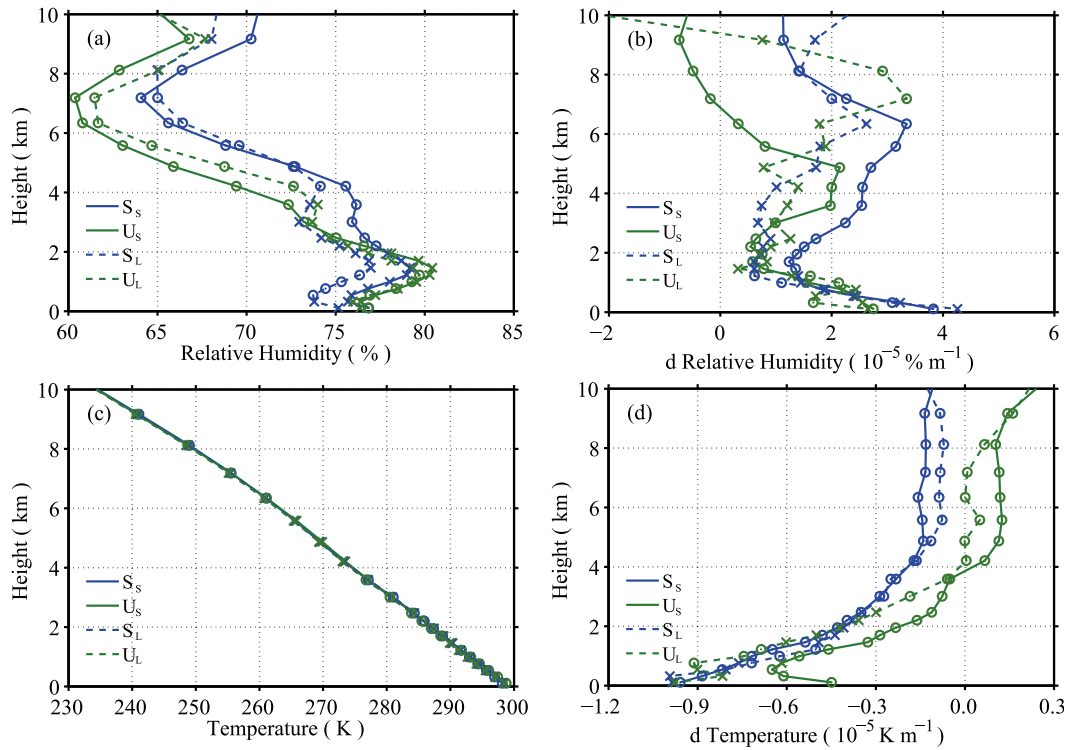 10
8
6
4
2
0
Height ( km )
(a)
S_S
U_S
S_L
U_L
60 65 70 75 80 85
Relative Humidity ( % )
10
8
6
4
2
0
Height ( km )
(b)
S_S
U_S
S_L
U_L
−2 0 2 4 6
d Relative Humidity ( 10^−5 % m^−1 )
10
8
6
4
2
0
Height ( km )
(c)
S_S
U_S
S_L
U_L
230 240 250 260 270 280 290 300
Temperature ( K )
10
8
6
4
2
0
Height ( km )
(d)
S_S
U_S
S_L
U_L
−1.2 −0.9 −0.6 −0.3 0.0 0.3
d Temperature ( 10^−5 K m^−1 )